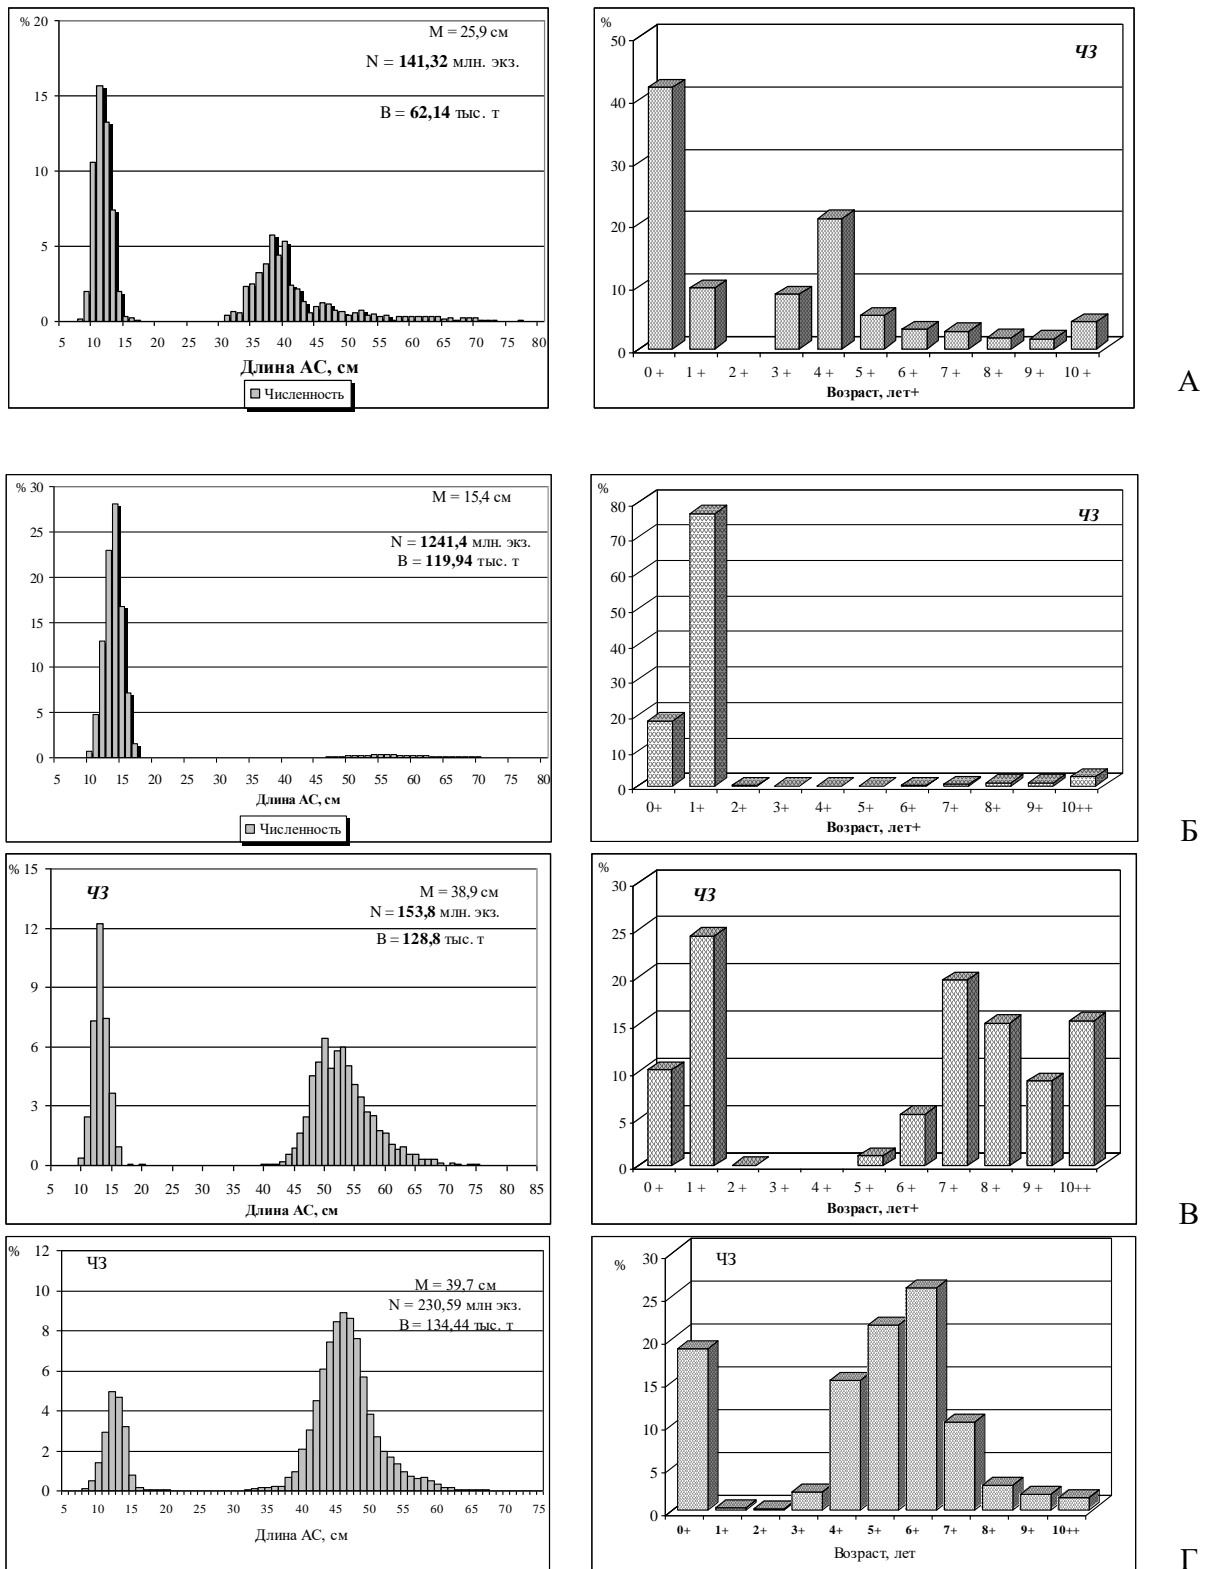 % 20
15
10
5
0
M = 25,9 см
N = 141,32 млн. экз.
B = 62,14 тыс. т
5 10 15 20 25 30 35 40 45 50 55 60 65 70 75 80
Длина АС, см
Численность
%
50
40
30
20
10
0
ЧЗ
0 + 1 + 2 + 3 + 4 + 5 + 6 + 7 + 8 + 9 + 10 +
Возраст, лет+
А
% 30
25
20
15
10
5
0
M = 15,4 см
N = 1241,4 млн. экз.
B = 119,94 тыс. т
5 10 15 20 25 30 35 40 45 50 55 60 65 70 75 80
Длина АС, см
Численность
%
80
70
60
50
40
30
20
10
0
ЧЗ
0+ 1+ 2+ 3+ 4+ 5+ 6+ 7+ 8+ 9+ 10++
Возраст, лет+
Б
% 15
12
9
6
3
0
ЧЗ
M = 38,9 см
N = 153,8 млн. экз.
B = 128,8 тыс. т
5 10 15 20 25 30 35 40 45 50 55 60 65 70 75 80 85
Длина АС, см
%
30
25
20
15
10
5
0
ЧЗ
0 + 1 + 2 + 3 + 4 + 5 + 6 + 7 + 8 + 9 + 10++
Возраст, лет+
В
% 12
10
8
6
4
2
0
ЧЗ
M = 39,7 см
N = 230,59 млн экз.
B = 134,44 тыс. т
5 10 15 20 25 30 35 40 45 50 55 60 65 70 75
Длина АС, см
%
30
25
20
15
10
5
0
ЧЗ
0+ 1+ 2+ 3+ 4+ 5+ 6+ 7+ 8+ 9+ 10++
Возраст, лет
Г